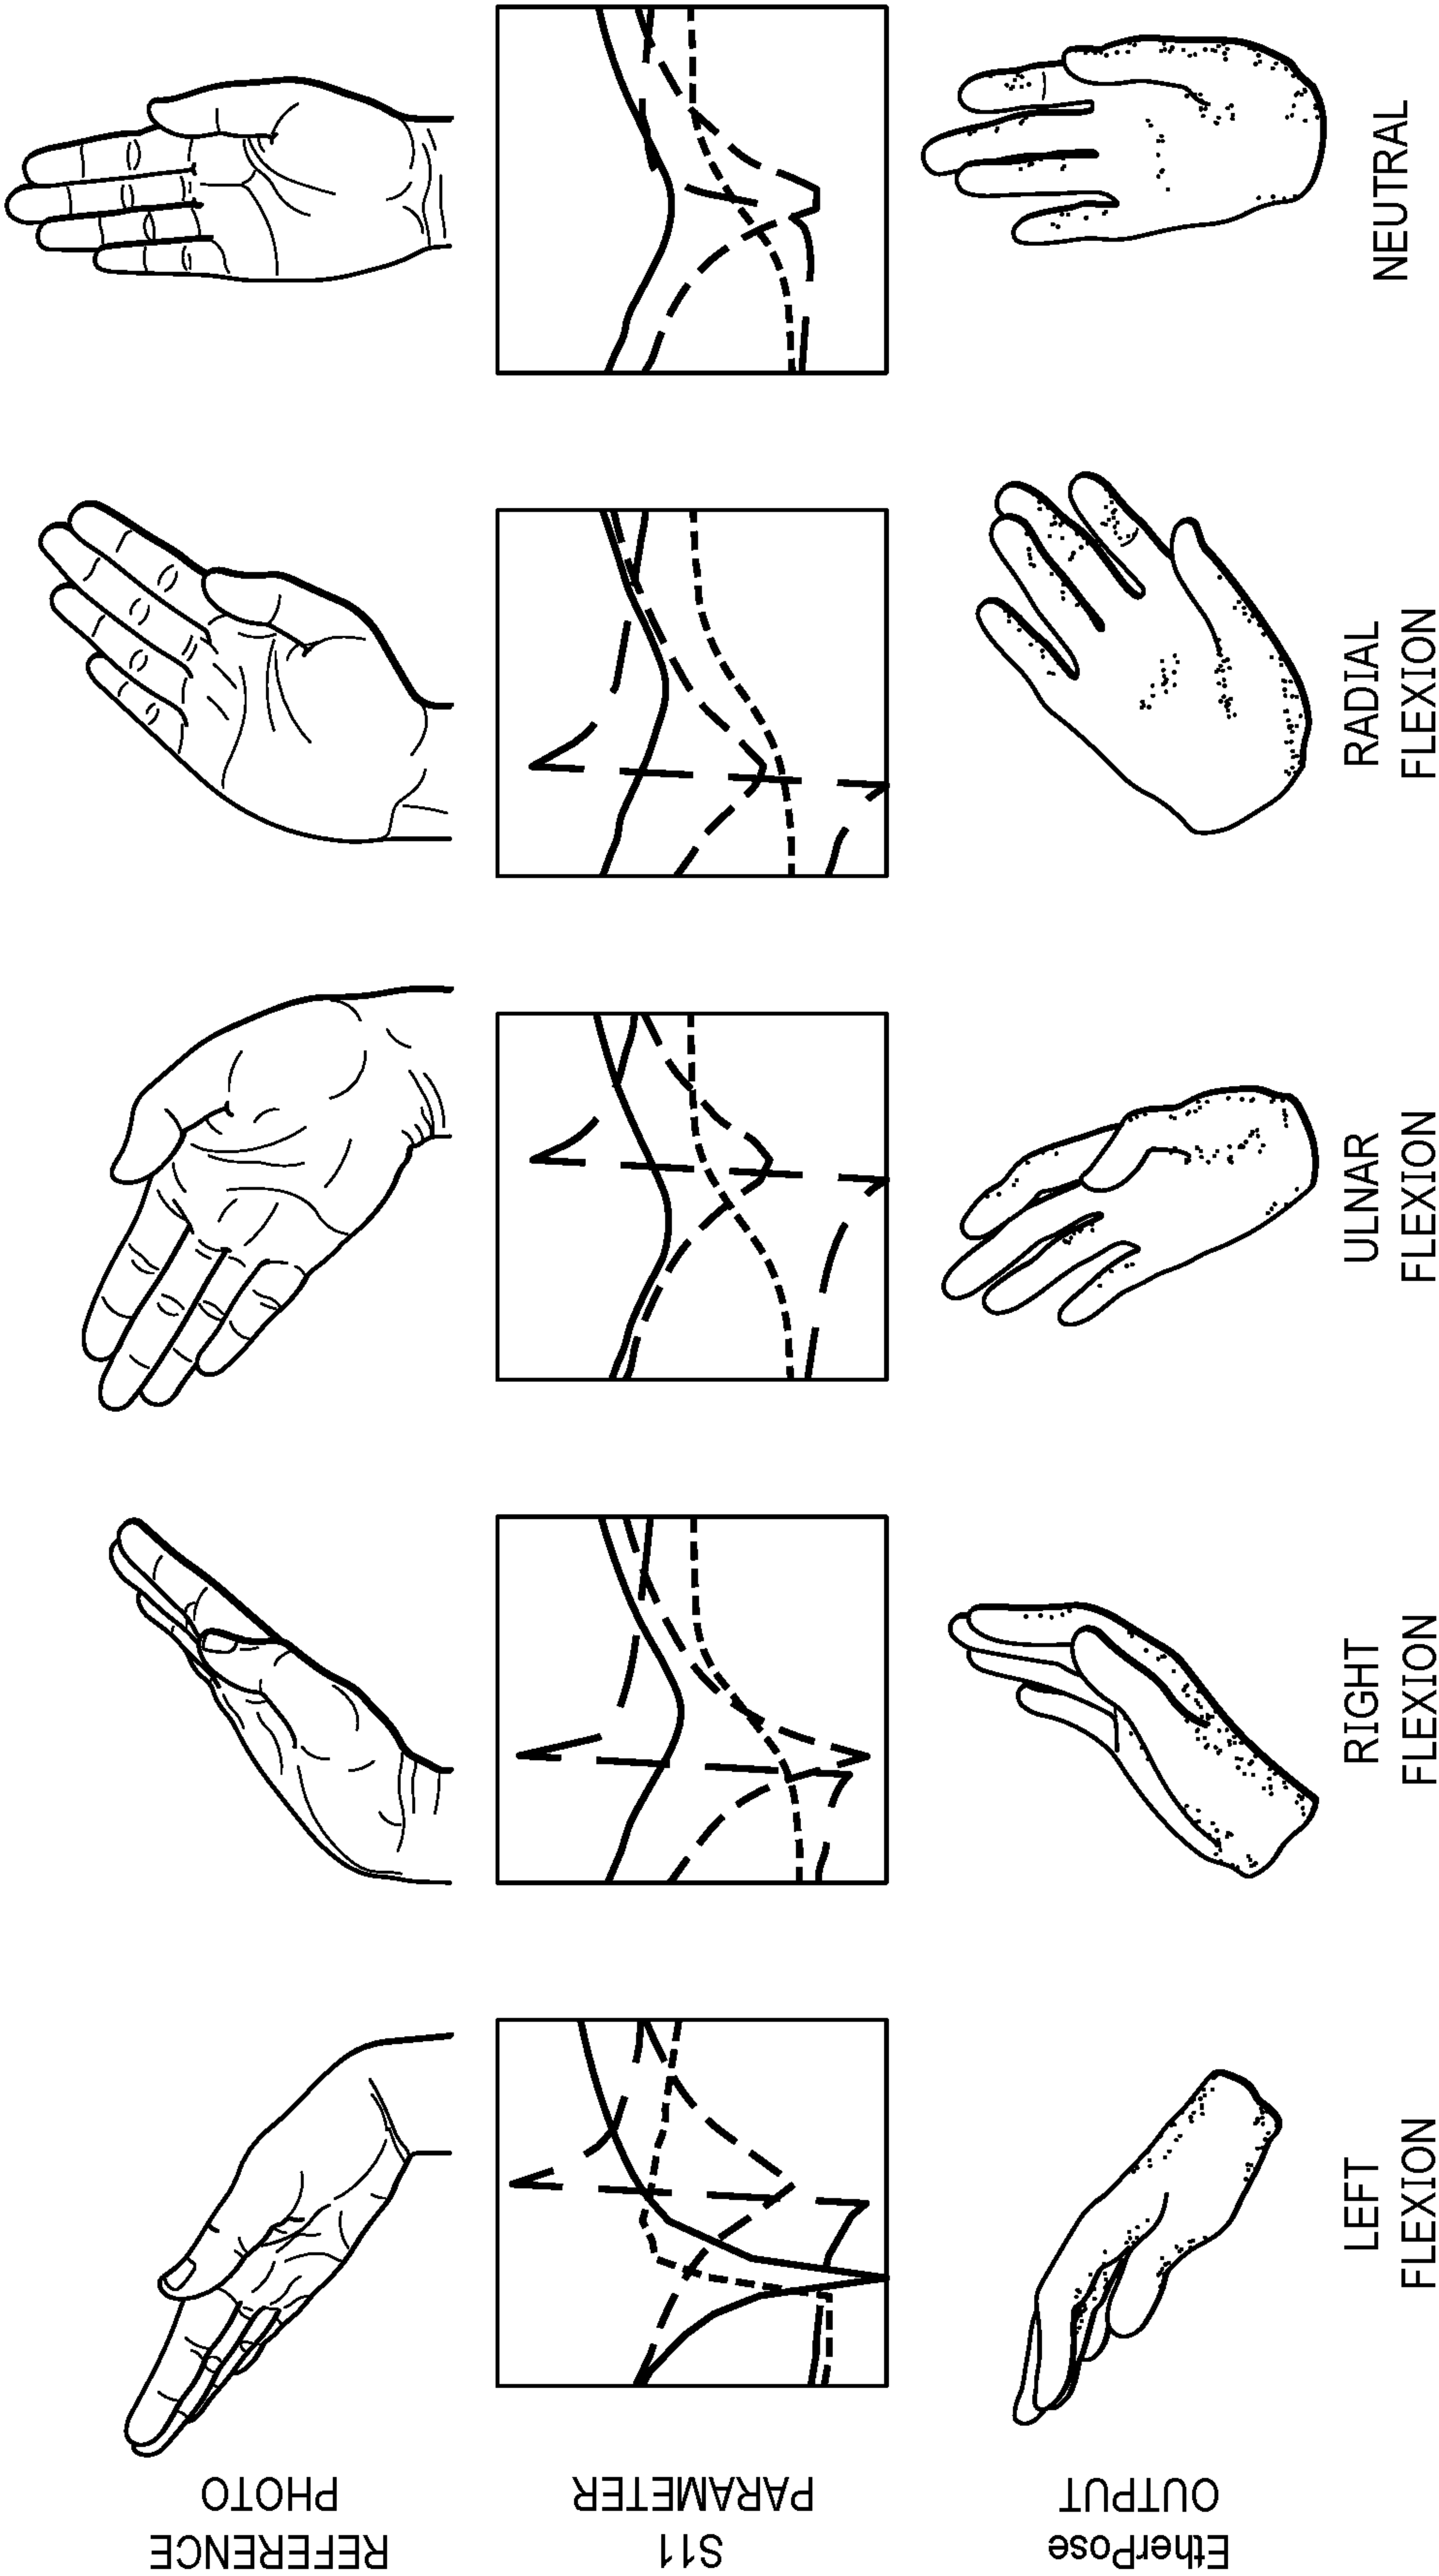 REFERENCE
PHOTO
S11
PARAMETER
EtherPose
OUTPUT
LEFT
FLEXION
RIGHT
FLEXION
ULNAR
FLEXION
RADIAL
FLEXION
NEUTRAL